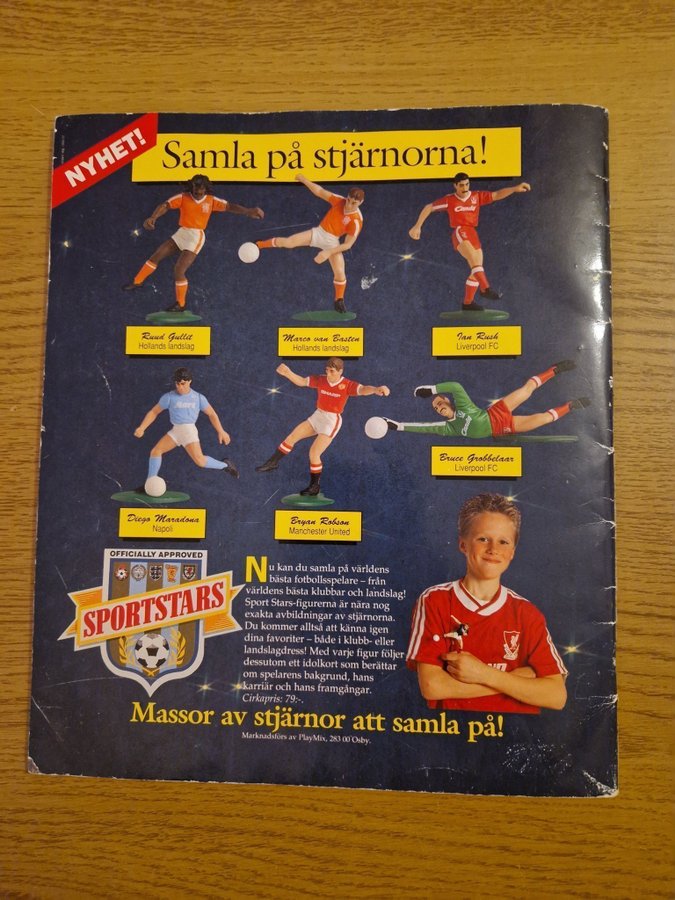 NYHET!
Samla på stjärnorna!
Ruud Gullit
Hollands landslag
Marco van Basten
Hollands landslag
Candy
Ian Rush
Liverpool FC
Mars
Diego Maradona
Napoli
SHARP
Bryan Robson
Manchester United
Candy
Bruce Grobbelaar
Liverpool FC
OFFICIALLY APPROVED
SPORTSTARS
Nu kan du samla på världens
bästa fotbollsspelare – från
världens bästa klubbar och landslag!
Sport Stars-figurerna är nära nog
exakta avbildningar av stjärnorna.
Du kommer alltså att känna igen
dina favoriter – både i klubb- eller
landslagdress! Med varje figur följer
dessutom ett idolkort som berättar
om spelarens bakgrund, hans
karriär och hans framgångar.
Cirkapris: 79:-.
Massor av stjärnor att samla på!
Marknadsförs av PlayMix, 283 00 Osby.